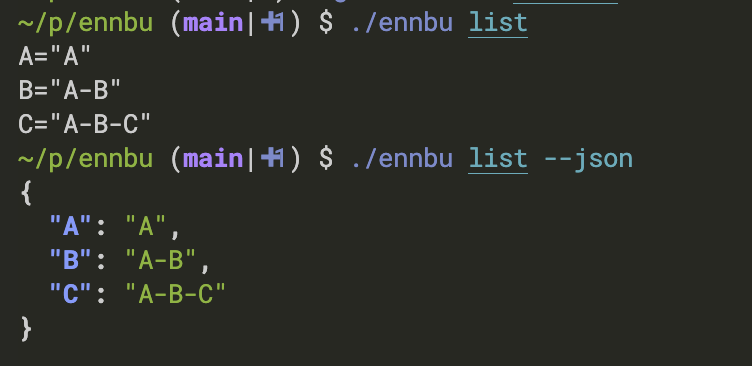 ~/p/ennbu (main|✚1) $ ./ennbu list
A="A"
B="A-B"
C="A-B-C"
~/p/ennbu (main|✚1) $ ./ennbu list --json
{
  "A": "A",
  "B": "A-B",
  "C": "A-B-C"
}